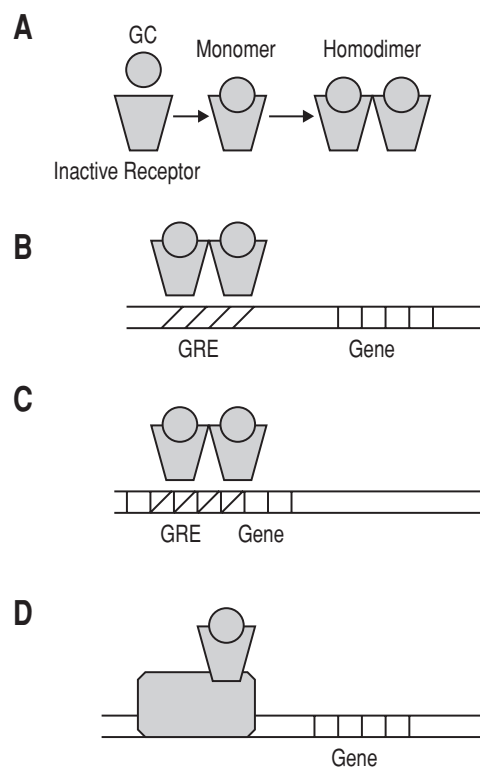 A
GC
Monomer Homodimer
Inactive Receptor
B
GRE Gene
C
GRE Gene
D
Gene